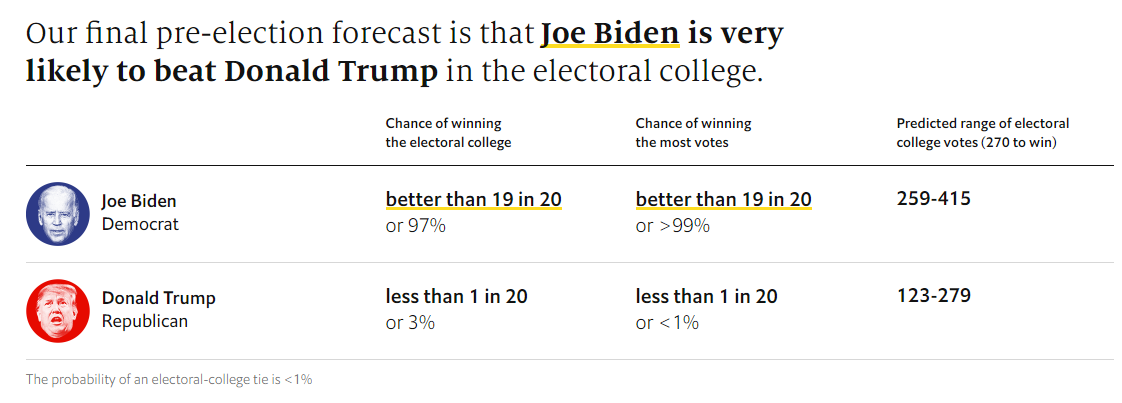 Our final pre-election forecast is that Joe Biden is very
likely to beat Donald Trump in the electoral college.
Chance of winning
the electoral college
Chance of winning
the most votes
Predicted range of electoral
college votes (270 to win)
Joe Biden
Democrat
better than 19 in 20
or 97%
better than 19 in 20
or >99%
259-415
Donald Trump
Republican
less than 1 in 20
or 3%
less than 1 in 20
or <1%
123-279
The probability of an electoral-college tie is <1%